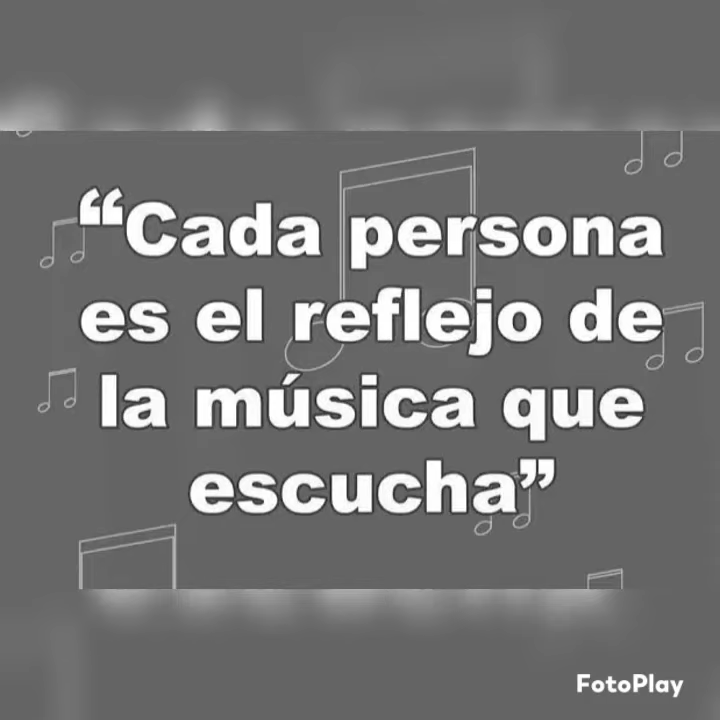 “Cada persona
es el reflejo de
la música que
escucha”
FotoPlay